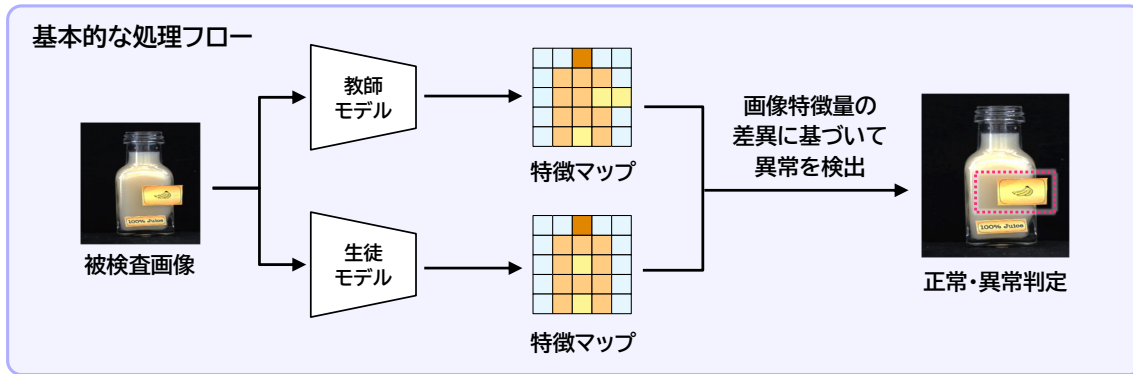 基本的な処理フロー
教師
モデル
特徴マップ
100% Juice
被検査画像
生徒
モデル
特徴マップ
画像特徴量の
差異に基づいて
異常を検出
100% Juice
正常・異常判定